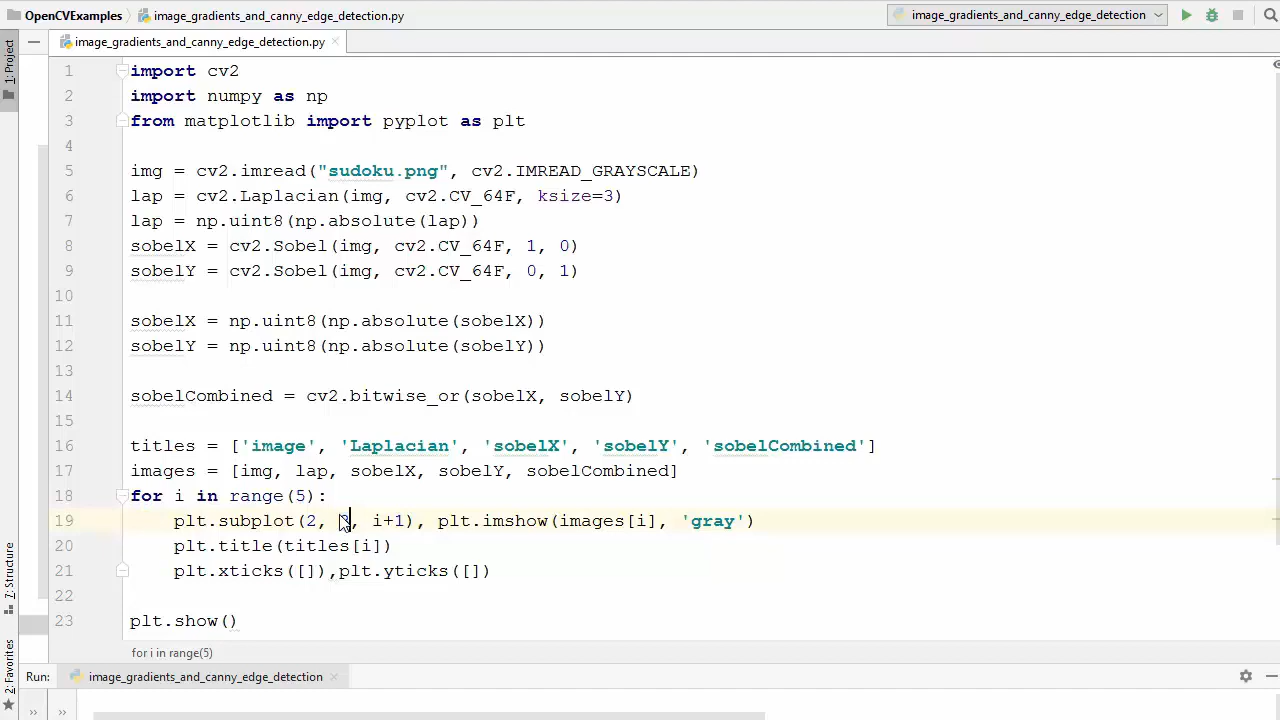 OpenCVExamples image_gradients_and_canny_edge_detection.py image_gradients_and_canny_edge_detection
image_gradients_and_canny_edge_detection.py
1: Project
1 import cv2
2 import numpy as np
3 from matplotlib import pyplot as plt
4
5 img = cv2.imread("sudoku.png", cv2.IMREAD_GRAYSCALE)
6 lap = cv2.Laplacian(img, cv2.CV_64F, ksize=3)
7 lap = np.uint8(np.absolute(lap))
8 sobelX = cv2.Sobel(img, cv2.CV_64F, 1, 0)
9 sobelY = cv2.Sobel(img, cv2.CV_64F, 0, 1)
10
11 sobelX = np.uint8(np.absolute(sobelX))
12 sobelY = np.uint8(np.absolute(sobelY))
13
14 sobelCombined = cv2.bitwise_or(sobelX, sobelY)
15
16 titles = ['image', 'Laplacian', 'sobelX', 'sobelY', 'sobelCombined']
17 images = [img, lap, sobelX, sobelY, sobelCombined]
18 for i in range(5):
19 plt.subplot(2, , i+1), plt.imshow(images[i], 'gray')
20 plt.title(titles[i])
21 plt.xticks([]),plt.yticks([])
22
23 plt.show()
7: Structure
2: Favorites
for i in range(5)
Run: image_gradients_and_canny_edge_detection